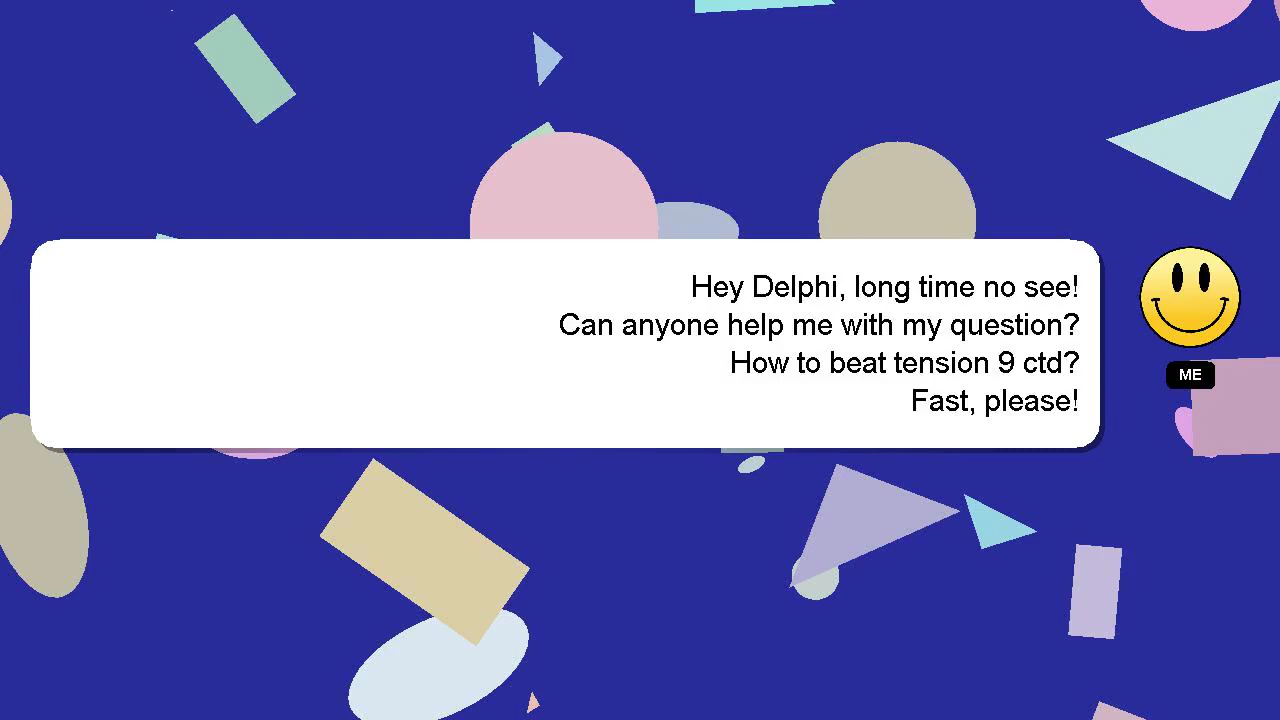 Hey Delphi, long time no see!
Can anyone help me with my question?
How to beat tension 9 ctd?
Fast, please!
ME